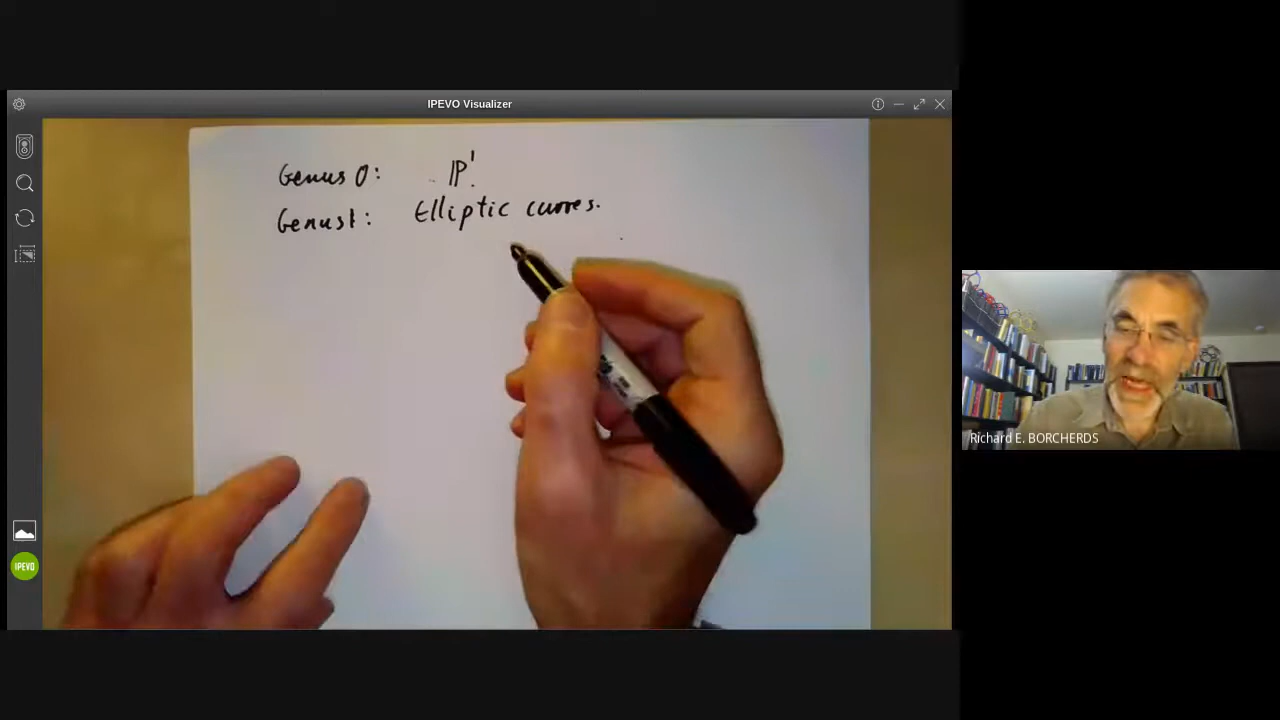 IPEVO Visualizer
Genus 0: ℙ¹
Genus 1: Elliptic curves.
Richard E. BORCHERDS
IPEVO